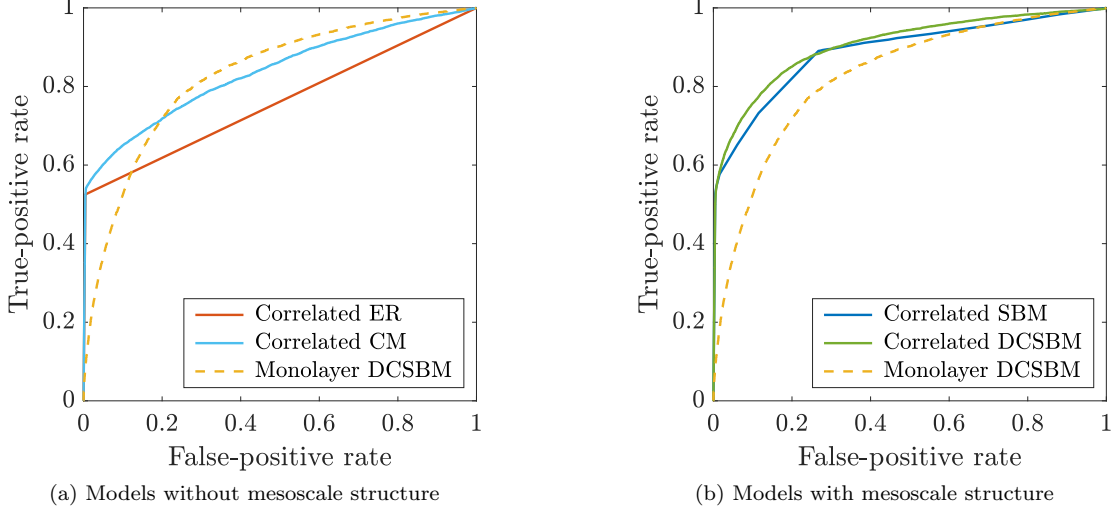 1
0.8
0.6
0.4
0.2
0
0
0.2
0.4
0.6
0.8
1
True-positive rate
False-positive rate
Correlated ER
Correlated CM
Monolayer DCSBM
(a) Models without mesoscale structure
1
0.8
0.6
0.4
0.2
0
0
0.2
0.4
0.6
0.8
1
True-positive rate
False-positive rate
Correlated SBM
Correlated DCSBM
Monolayer DCSBM
(b) Models with mesoscale structure